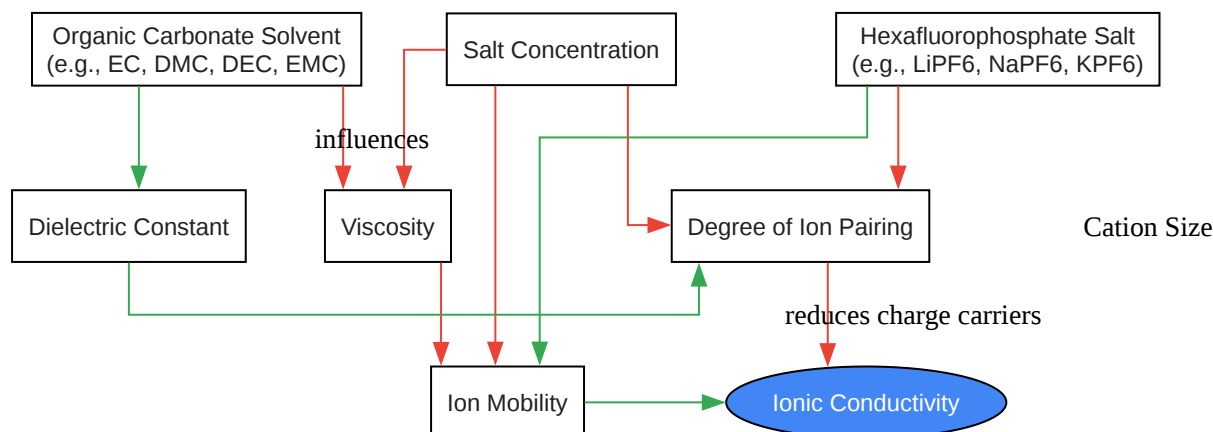 Organic Carbonate Solvent
(e.g., EC, DMC, DEC, EMC)
Salt Concentration
Hexafluorophosphate Salt
(e.g., LiPF6, NaPF6, KPF6)
influences
Dielectric Constant
Viscosity
Degree of Ion Pairing
Cation Size
reduces charge carriers
Ion Mobility
Ionic Conductivity